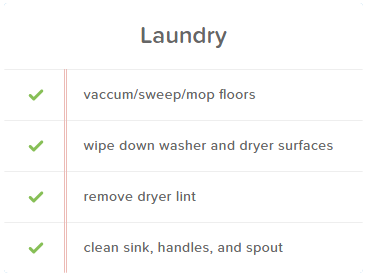 Laundry
vaccum/sweep/mop floors
wipe down washer and dryer surfaces
remove dryer lint
clean sink, handles, and spout